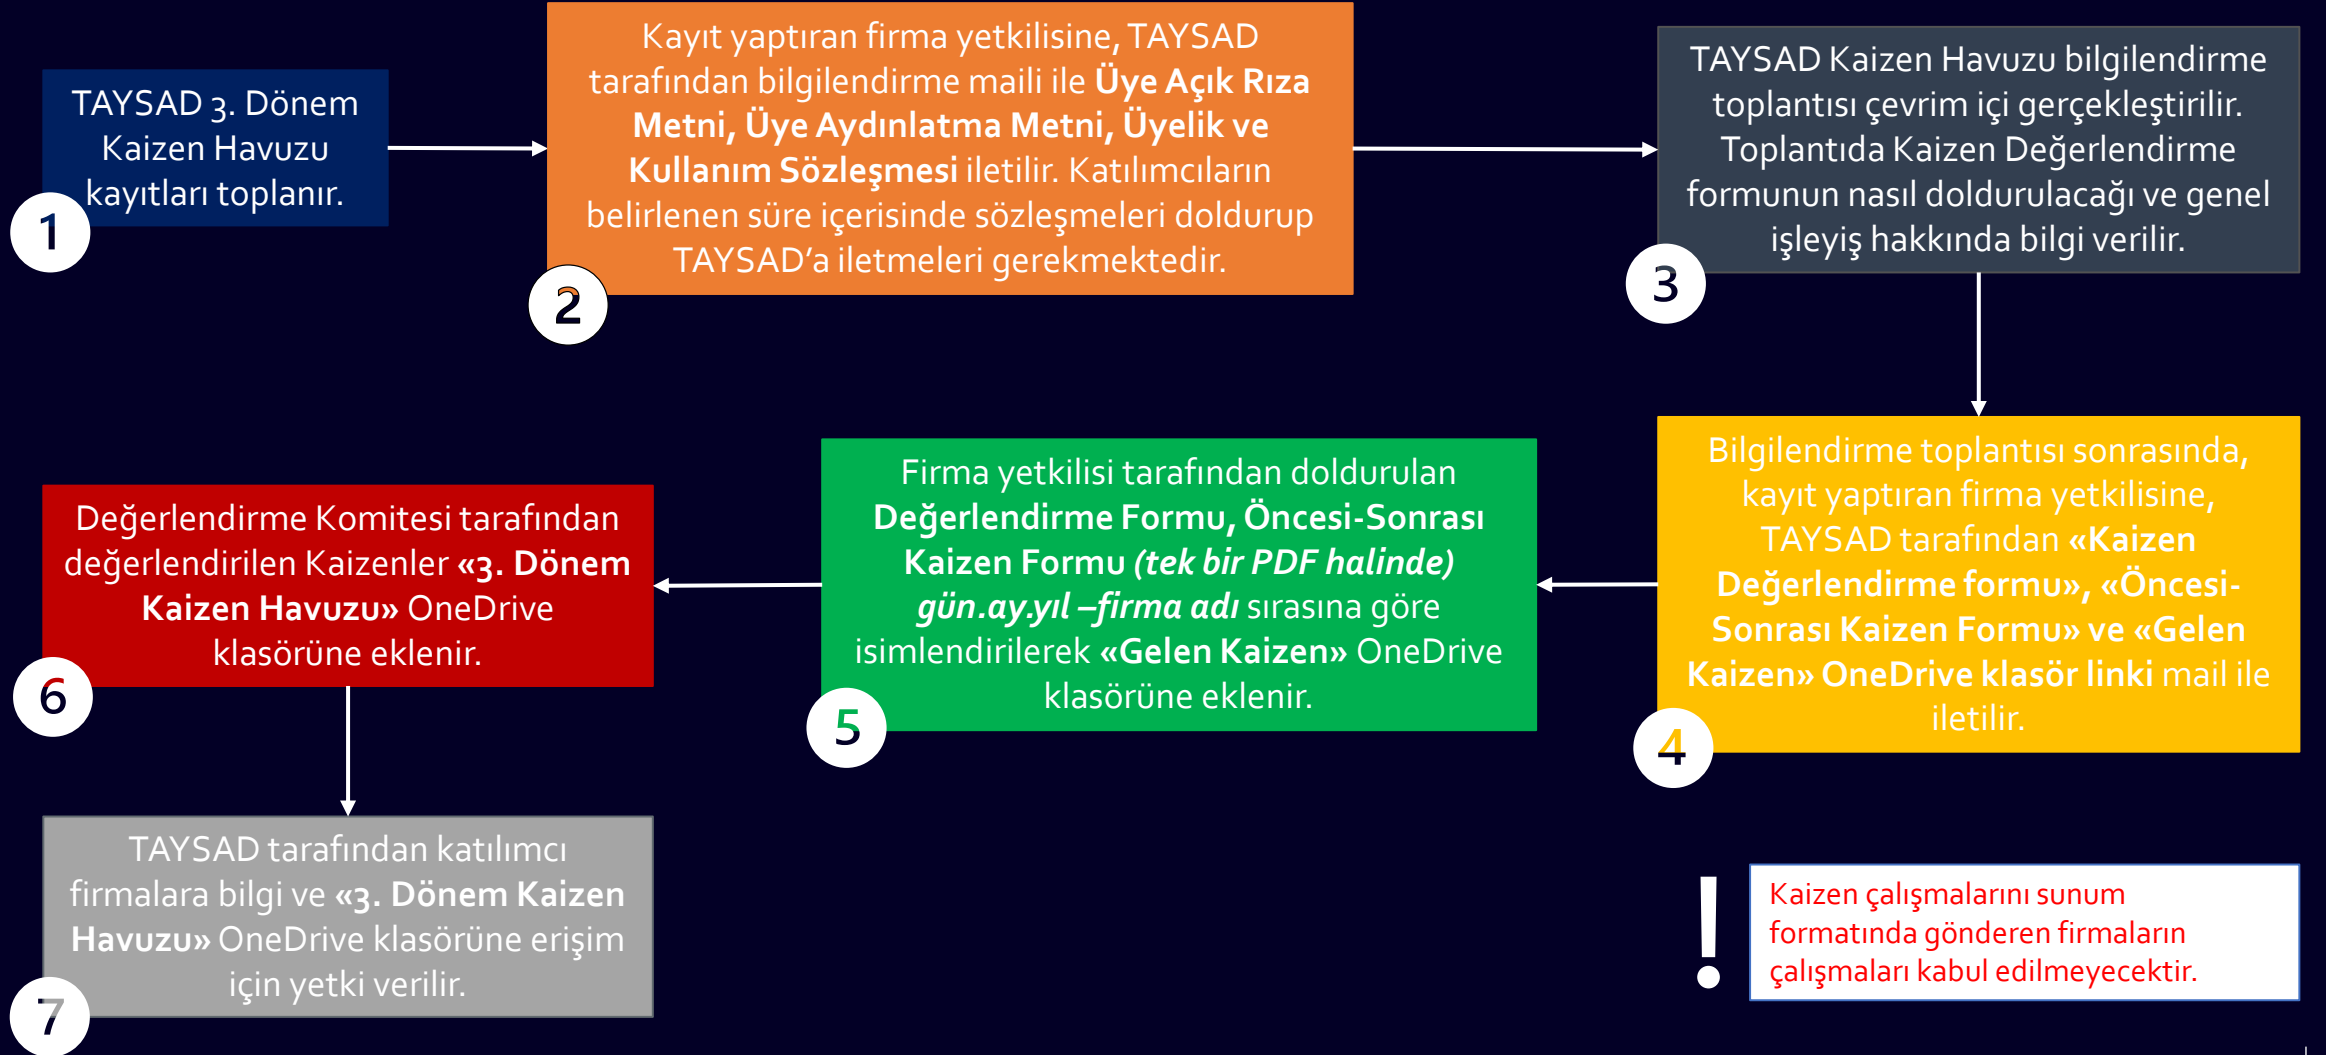 TAYSAD 3. Dönem
Kaizen Havuzu
kayıtları toplanır.
1
Kayıt yaptıran firma yetkilisine, TAYSAD
tarafından bilgilendirme maili ile Üye Açık Rıza
Metni, Üye Aydınlatma Metni, Üyelik ve
Kullanım Sözleşmesi iletilir. Katılımcıların
belirlenen süre içerisinde sözleşmeleri doldurup
TAYSAD’a iletmeleri gerekmektedir.
2
TAYSAD Kaizen Havuzu bilgilendirme
toplantısı çevrim içi gerçekleştirilir.
Toplantıda Kaizen Değerlendirme
formunun nasıl doldurulacağı ve genel
işleyiş hakkında bilgi verilir.
3
Bilgilendirme toplantısı sonrasında,
kayıt yaptıran firma yetkilisine,
TAYSAD tarafından «Kaizen
Değerlendirme formu», «Öncesi-
Sonrası Kaizen Formu» ve «Gelen
Kaizen» OneDrive klasör linki mail ile
iletilir.
4
Firma yetkilisi tarafından doldurulan
Değerlendirme Formu, Öncesi-Sonrası
Kaizen Formu (tek bir PDF halinde)
gün.ay.yıl –firma adı sırasına göre
isimlendirilerek «Gelen Kaizen» OneDrive
klasörüne eklenir.
5
Değerlendirme Komitesi tarafından
değerlendirilen Kaizenler «3. Dönem
Kaizen Havuzu» OneDrive
klasörüne eklenir.
6
TAYSAD tarafından katılımcı
firmalara bilgi ve «3. Dönem Kaizen
Havuzu» OneDrive klasörüne erişim
için yetki verilir.
7
!
Kaizen çalışmalarını sunum
formatında gönderen firmaların
çalışmaları kabul edilmeyecektir.